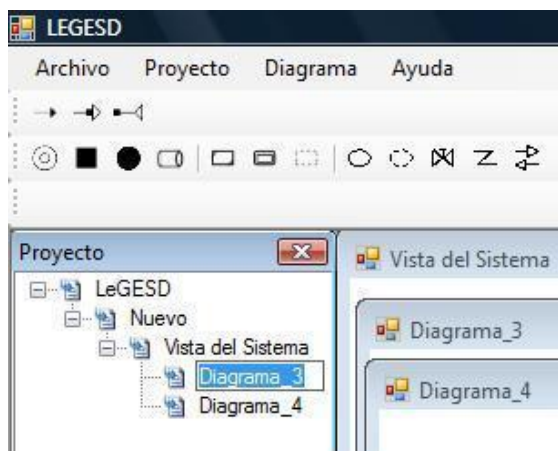 LEGESD
Archivo Proyecto Diagrama Ayuda
Proyecto
LeGESD
Nuevo
Vista del Sistema
Diagrama_3
Diagrama_4
Vista del Sistema
Diagrama_3
Diagrama_4